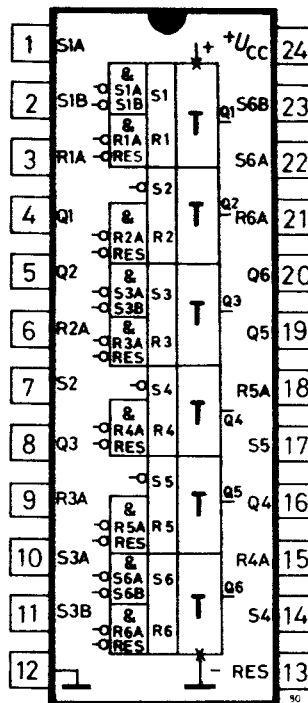 1 S1A +UCC 24
2 S1B S6B 23
3 R1A S6A 22
4 Q1 R6A 21
5 Q2 Q6 20
6 R2A Q5 19
7 S2 R5A 18
8 Q3 S5 17
9 R3A Q4 16
10 S3A R4A 15
11 S3B S4 14
12 - RES 13
+
&
S1A S1
S1B
&
R1A R1
RES
T Q1
S2
&
R2A R2
RES
T Q2
&
S3A S3
S3B
&
R3A R3
RES
T Q3
S4
&
R4A R4
RES
T Q4
S5
&
R5A R5
RES
T Q5
&
S6A S6
S6B
&
R6A R6
RES
T Q6